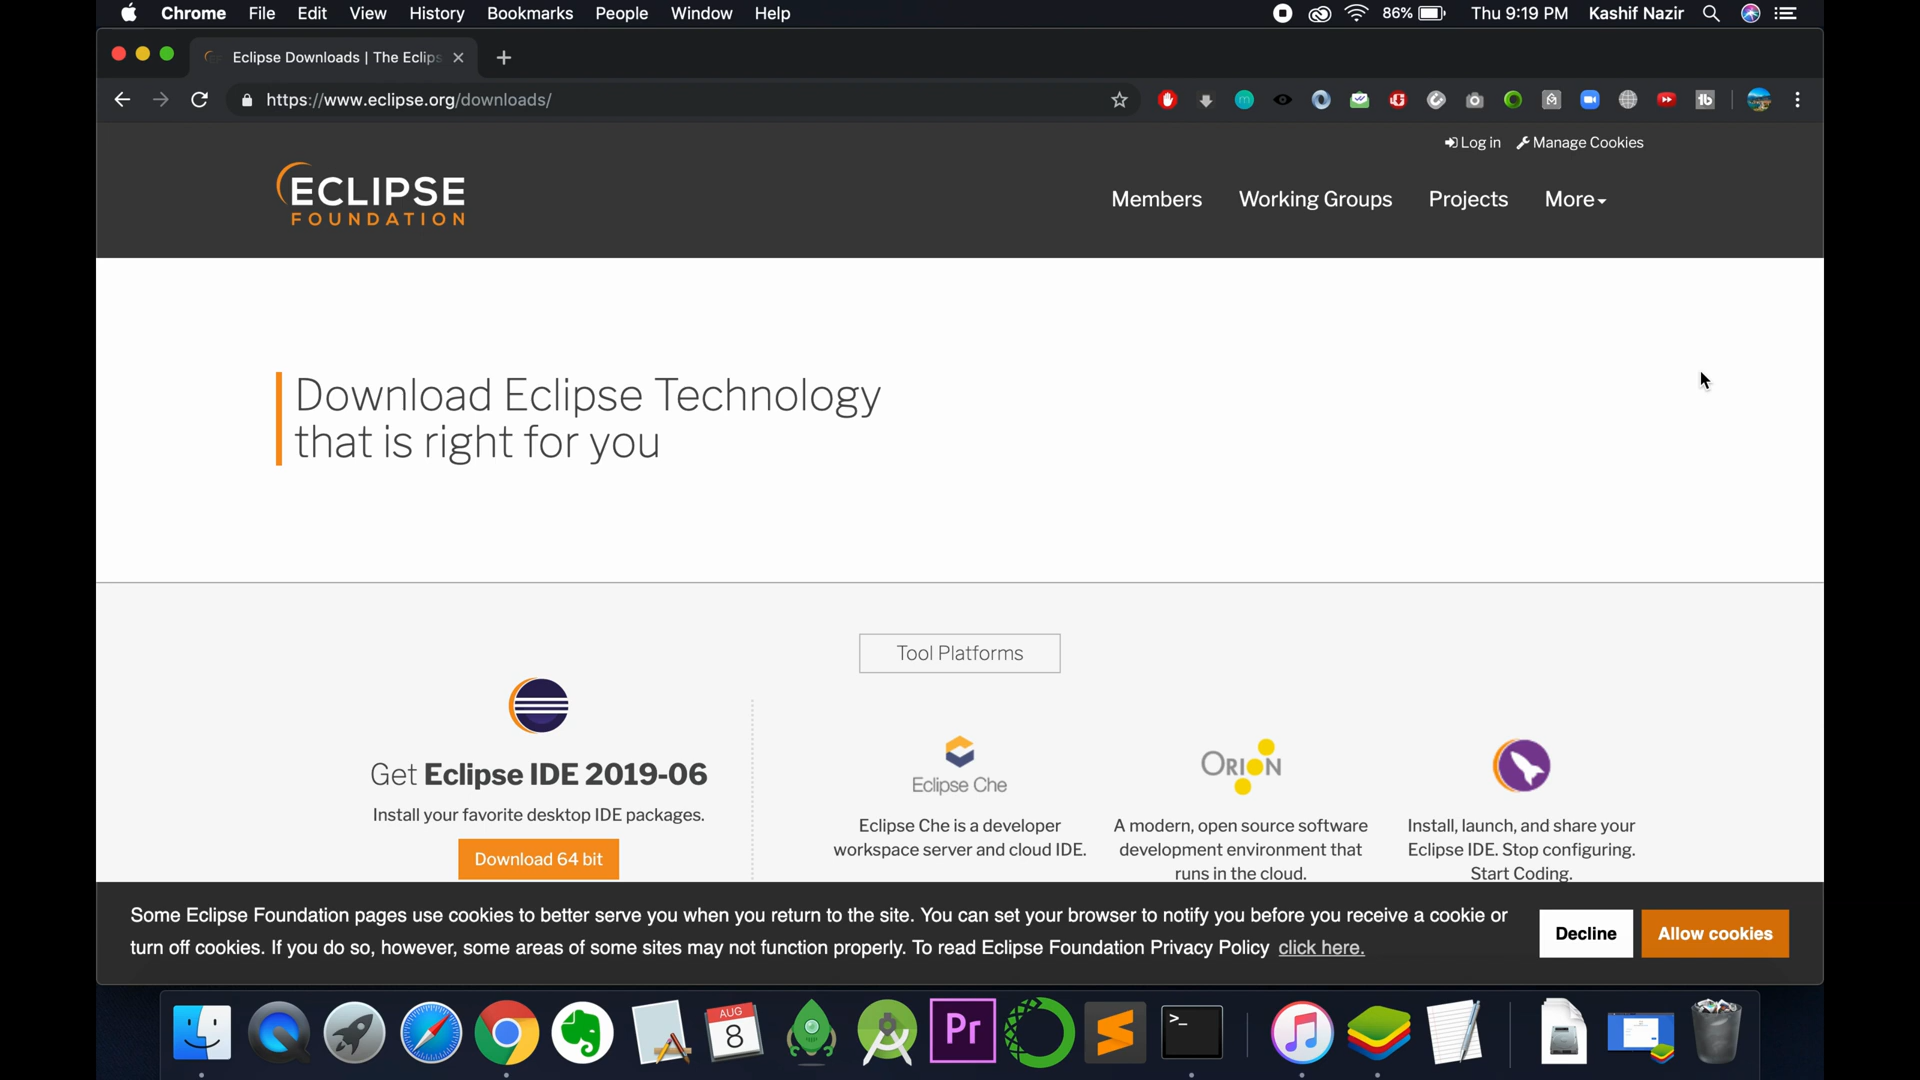 Chrome File Edit View History Bookmarks People Window Help 86% Thu 9:19 PM Kashif Nazir
Eclipse Downloads | The Eclips
https://www.eclipse.org/downloads/
Log in Manage Cookies
ECLIPSE
FOUNDATION
Members Working Groups Projects More
Download Eclipse Technology
that is right for you
Tool Platforms
Get Eclipse IDE 2019-06
Install your favorite desktop IDE packages.
Download 64 bit
Eclipse Che
Eclipse Che is a developer
workspace server and cloud IDE.
ORION
A modern, open source software
development environment that
runs in the cloud.
Install, launch, and share your
Eclipse IDE. Stop configuring.
Start Coding.
Some Eclipse Foundation pages use cookies to better serve you when you return to the site. You can set your browser to notify you before you receive a cookie or
turn off cookies. If you do so, however, some areas of some sites may not function properly. To read Eclipse Foundation Privacy Policy click here.
Decline Allow cookies
AUG
8
Pr
>_